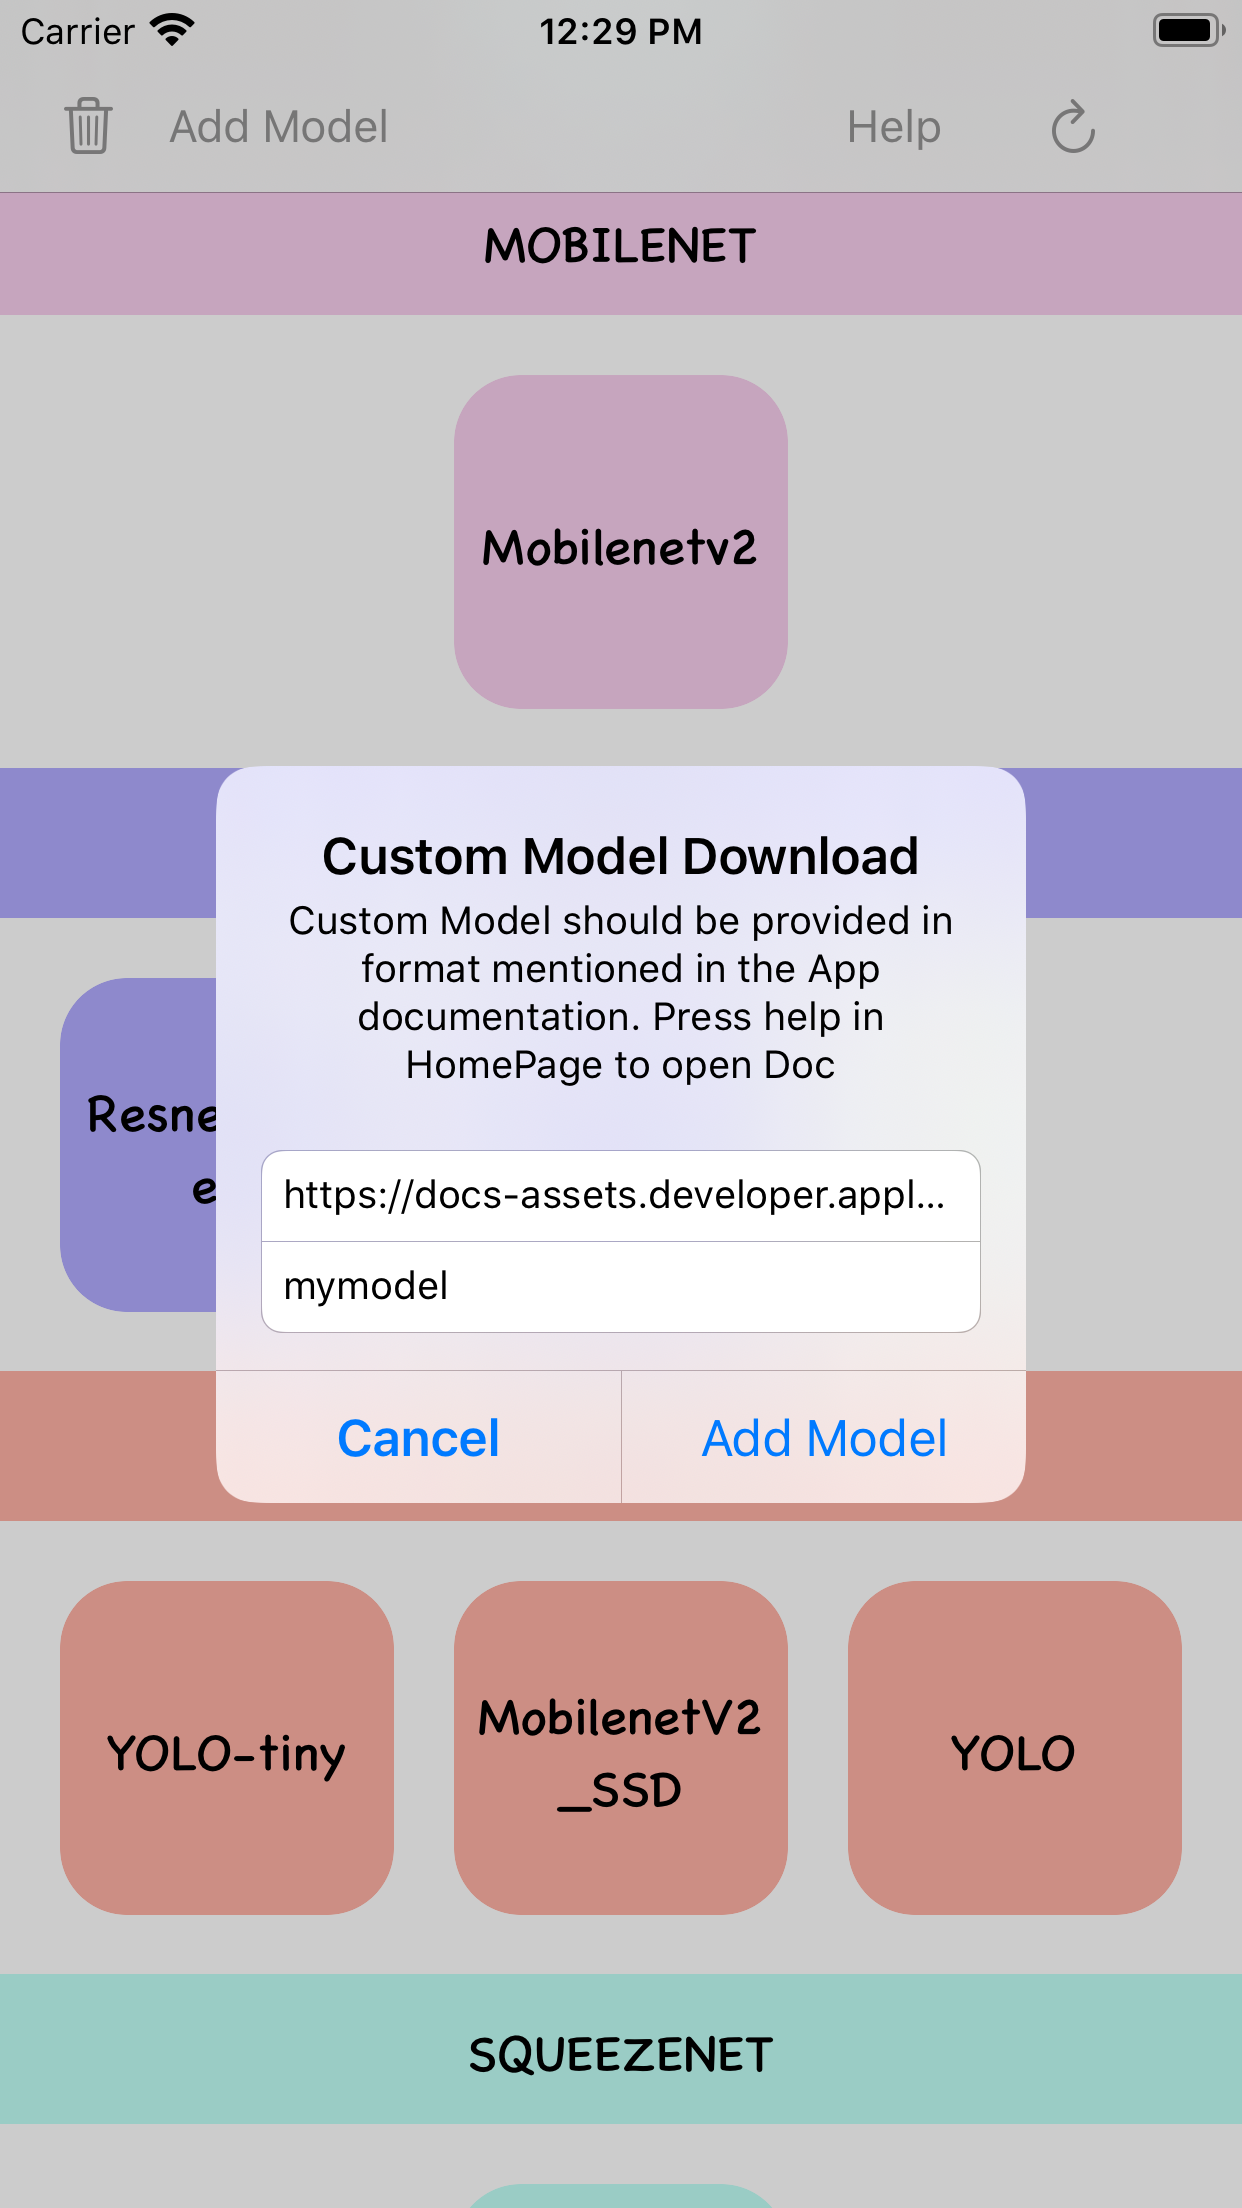 Carrier 12:29 PM
Add Model Help
MOBILENET
Mobilenetv2
Custom Model Download
Custom Model should be provided in
format mentioned in the App
documentation. Press help in
HomePage to open Doc
https://docs-assets.developer.appl...
mymodel
Cancel Add Model
YOLO-tiny
MobilenetV2
_SSD
YOLO
SQUEEZENET